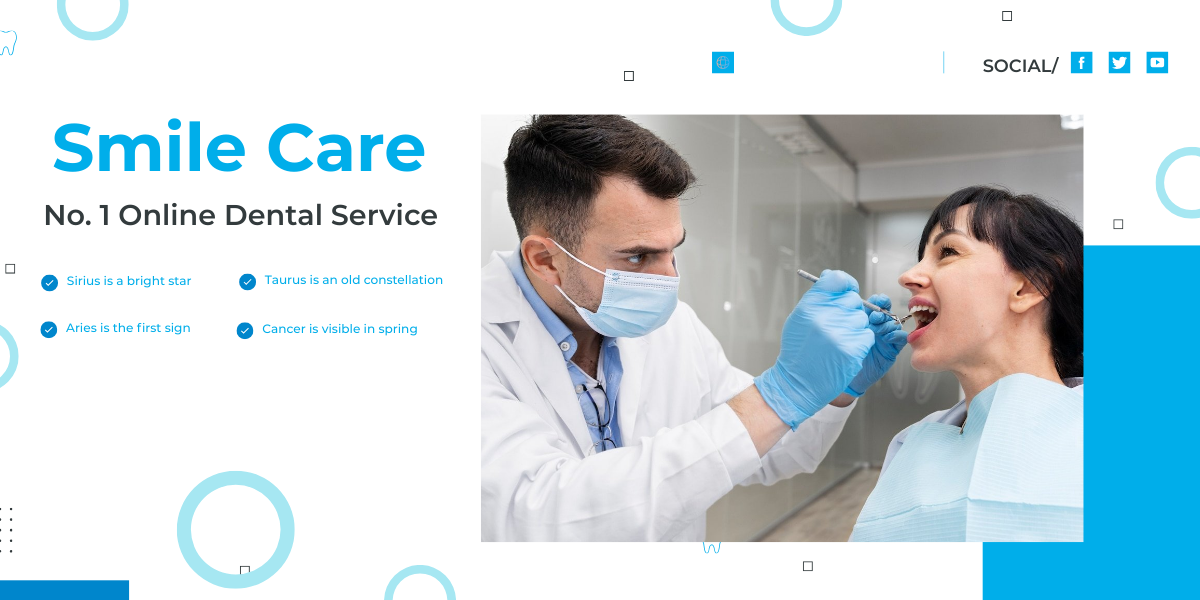 SOCIAL/
Smile Care
No. 1 Online Dental Service
Sirius is a bright star
Taurus is an old constellation
Aries is the first sign
Cancer is visible in spring